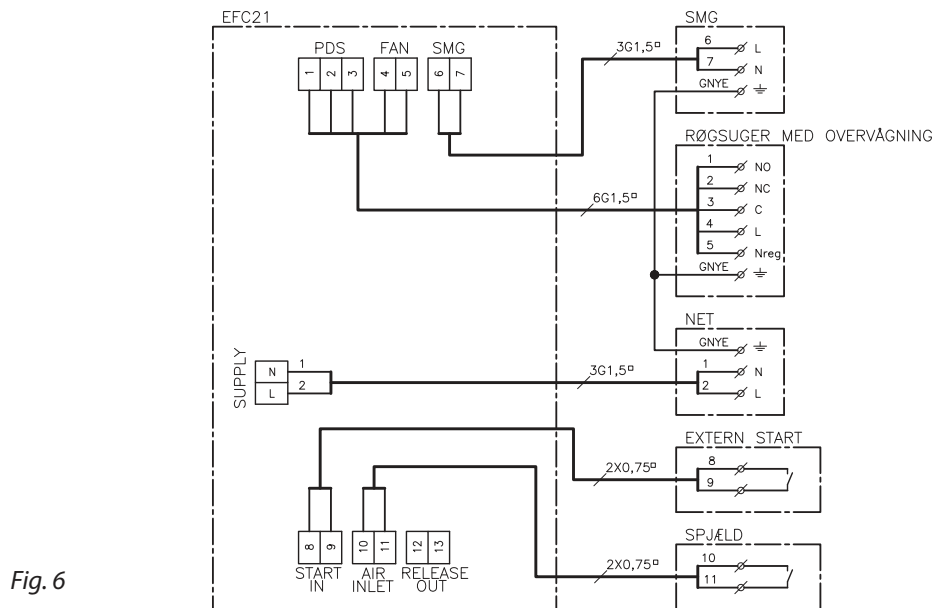 EFC21
PDS FAN SMG
1 2 3 4 5 6 7
3G1,5▫
SMG
6 L
7 N
GNYE
RØGSUGER MED OVERVÅGNING
1 NO
2 NC
3 C
4 L
5 Nreg
GNYE
6G1,5▫
NET
GNYE
1 N
2 L
3G1,5▫
SUPPLY
N 1
L 2
EXTERN START
8
9
2X0,75▫
8 9 10 11 12 13
START IN
AIR INLET
RELEASE OUT
SPJÆLD
10
11
2X0,75▫
Fig. 6